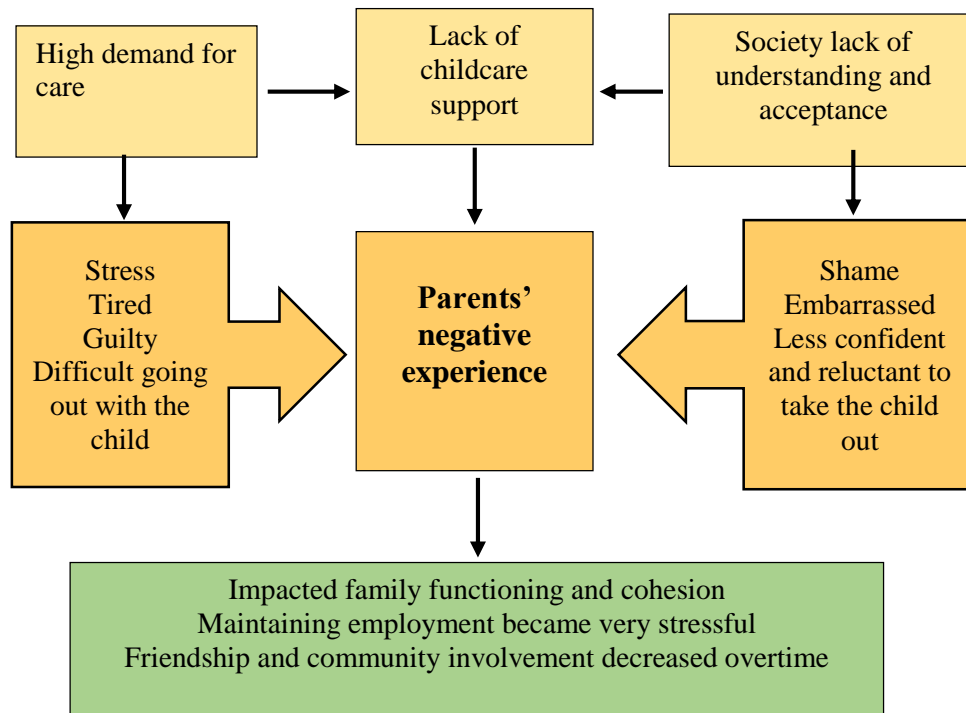 High demand for
care
Lack of
childcare
support
Society lack of
understanding and
acceptance
Stress
Tired
Guilty
Difficult going
out with the
child
Parents’
negative
experience
Shame
Embarrassed
Less confident
and reluctant to
take the child
out
Impacted family functioning and cohesion
Maintaining employment became very stressful
Friendship and community involvement decreased overtime